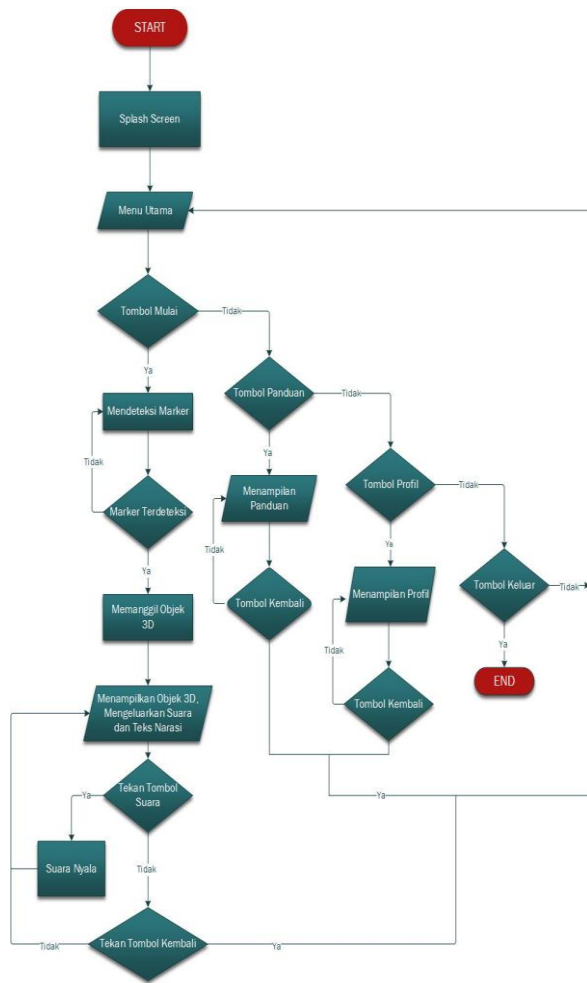 START
Splash Screen
Menu Utama
Tombol Mulai
Tidak
Ya
Tombol Panduan
Tidak
Mendeteksi Marker
Ya
Tidak
Tombol Profil
Tidak
Menampilan
Panduan
Marker Terdeteksi
Tidak
Ya
Tombol Keluar
Tidak
Ya
Menampilan Profil
Tombol Kembali
Memanggil Objek
3D
Tidak
Ya
END
Menampilkan Objek 3D,
Mengeluarkan Suara
dan Teks Narasi
Tombol Kembali
Tekan Tombol
Suara
Ya
Ya
Suara Nyala
Tidak
Tekan Tombol Kembali
Tidak
Ya